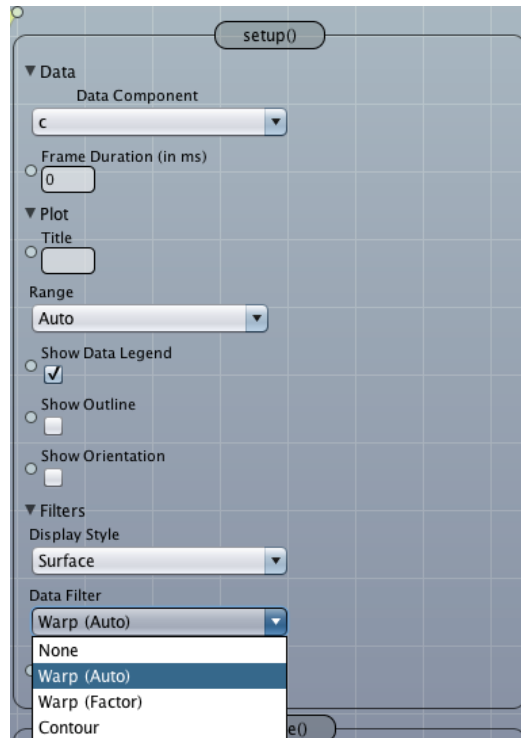 setup()
Data
Data Component
c
Frame Duration (in ms)
0
Plot
Title
Range
Auto
Show Data Legend
Show Outline
Show Orientation
Filters
Display Style
Surface
Data Filter
Warp (Auto)
None
Warp (Auto)
Warp (Factor)
Contour
e()